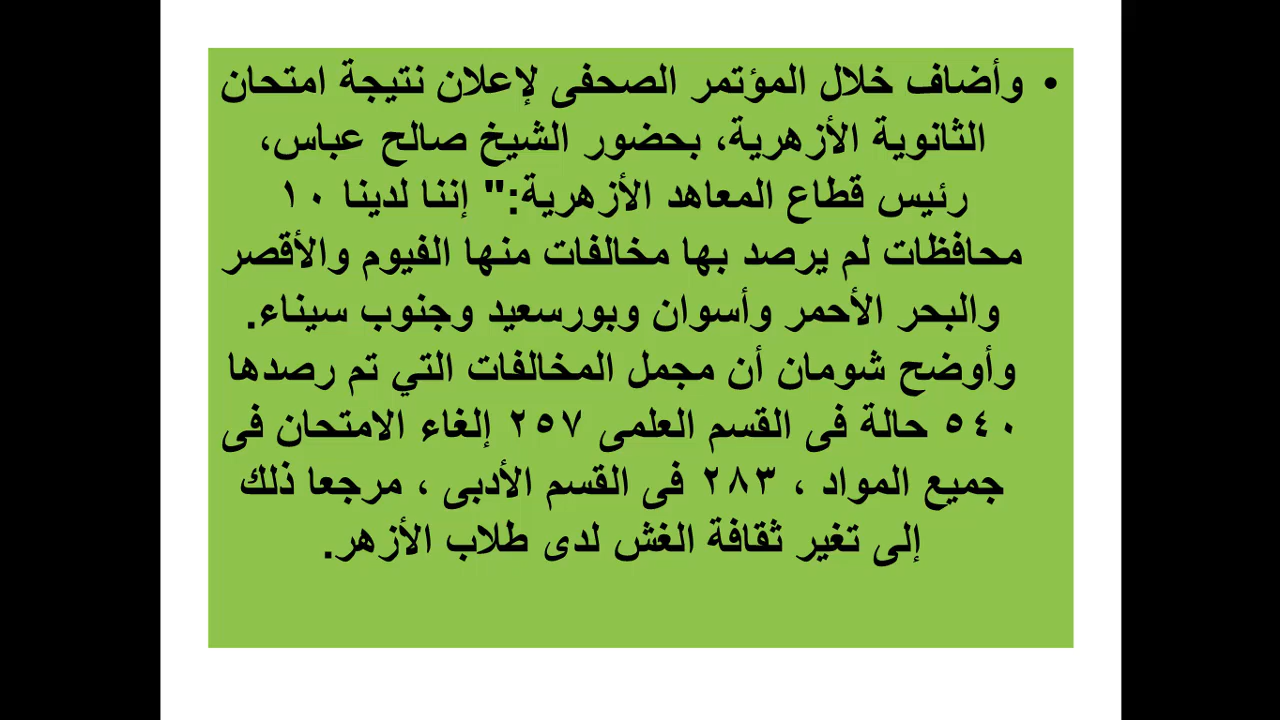 • وأضاف خلال المؤتمر الصحفى لإعلان نتيجة امتحان
الثانوية الأزهرية، بحضور الشيخ صالح عباس،
رئيس قطاع المعاهد الأزهرية:" إننا لدينا ١٠
محافظات لم يرصد بها مخالفات منها الفيوم والأقصر
والبحر الأحمر وأسوان وبورسعيد وجنوب سيناء.
وأوضح شومان أن مجمل المخالفات التي تم رصدها
٥٤٠ حالة فى القسم العلمى ٢٥٧ إلغاء الامتحان فى
جميع المواد ، ٢٨٣ فى القسم الأدبى ، مرجعا ذلك
إلى تغير ثقافة الغش لدى طلاب الأزهر.